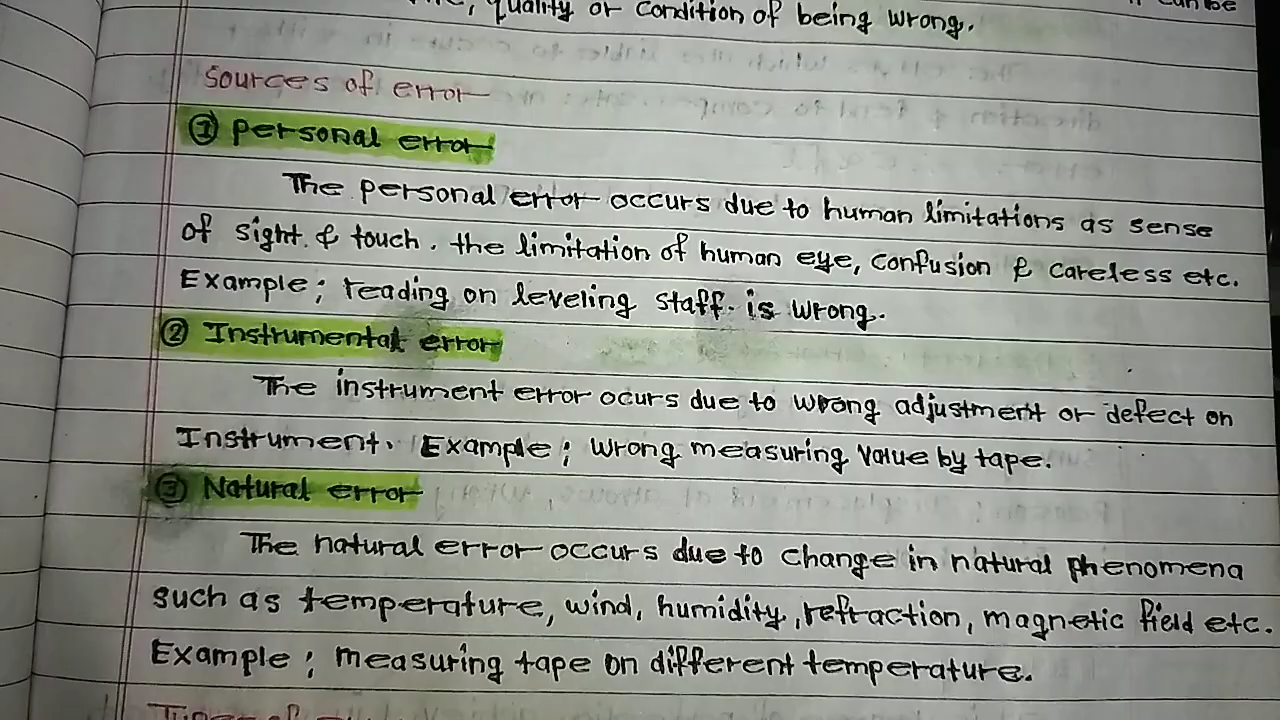 can be
quality or condition of being wrong.
Sources of error
① personal error
The personal error occurs due to human limitations as sense
of sight & touch. the limitation of human eye, confusion & careless etc.
Example; reading on leveling staff is wrong.
② Instrumental error
The instrument error ocurs due to wrong adjustment or defect on
Instrument. Example; wrong measuring value by tape.
③ Natural error
The natural error occurs due to change in natural phenomena
such as temperature, wind, humidity, refraction, magnetic field etc.
Example; measuring tape on different temperature.